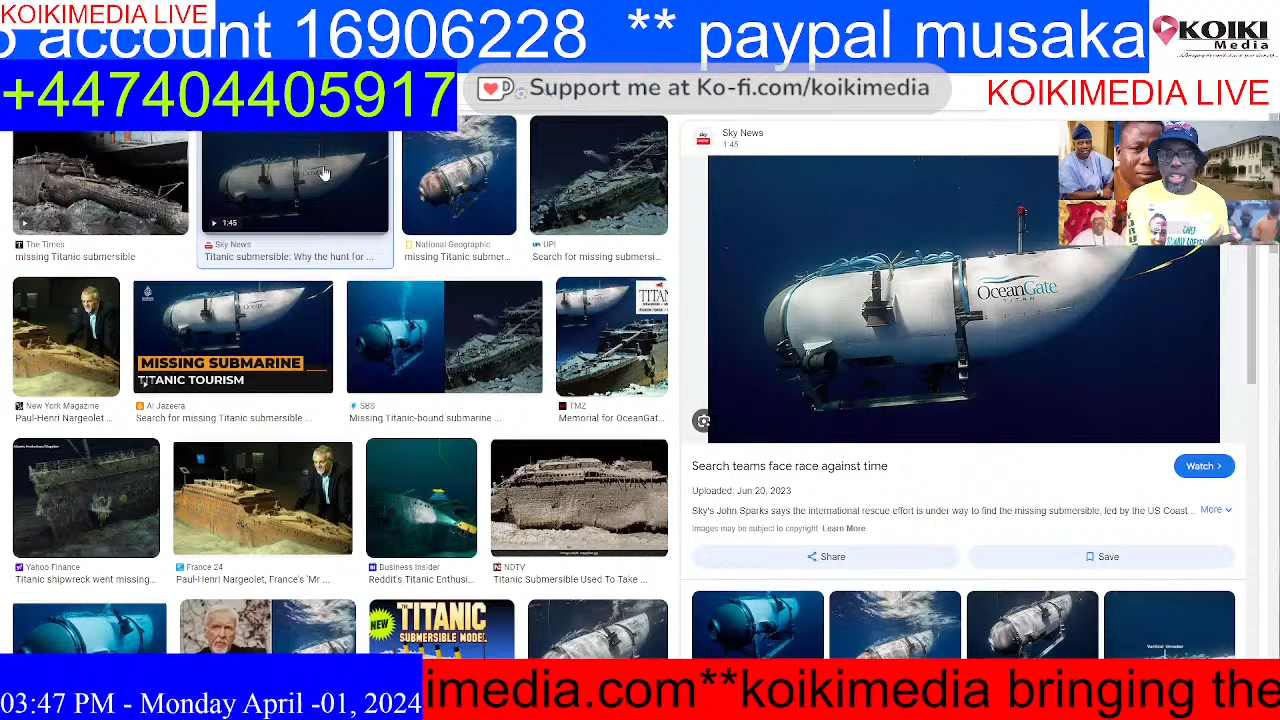 KOIKIMEDIA LIVE
account 16906228 ** paypal musaka
KOIKI
Media
+447404405917
Support me at Ko-fi.com/koikimedia
KOIKIMEDIA LIVE
The Times
missing Titanic submersible
1:45
Sky News
Titanic submersible: Why the hunt for ...
National Geographic
missing Titanic submer...
UPI
Search for missing submersi...
Sky News
1:45
OceanGate
TITAN
MISSING SUBMARINE
TITANIC TOURISM
TITAN
New York Magazine
Paul-Henri Nargeolet ...
Al Jazeera
Search for missing Titanic submersible ...
SBS
Missing Titanic-bound submarine ...
TMZ
Memorial for OceanGat...
Search teams face race against time
Watch
Uploaded: Jun 20, 2023
Sky's John Sparks says the international rescue effort is under way to find the missing submersible, led by the US Coast... More
Images may be subject to copyright. Learn More
Share
Save
Yahoo Finance
Titanic shipwreck went missing...
France 24
Paul-Henri Nargeolet, France's 'Mr ...
Business Insider
Reddit's Titanic Enthusi...
NDTV
Titanic Submersible Used To Take ...
NEW
THE
TITANIC
SUBMERSIBLE MODEL
Vertical thruster
03:47 PM - Monday April -01, 2024
imedia.com**koikimedia bringing the